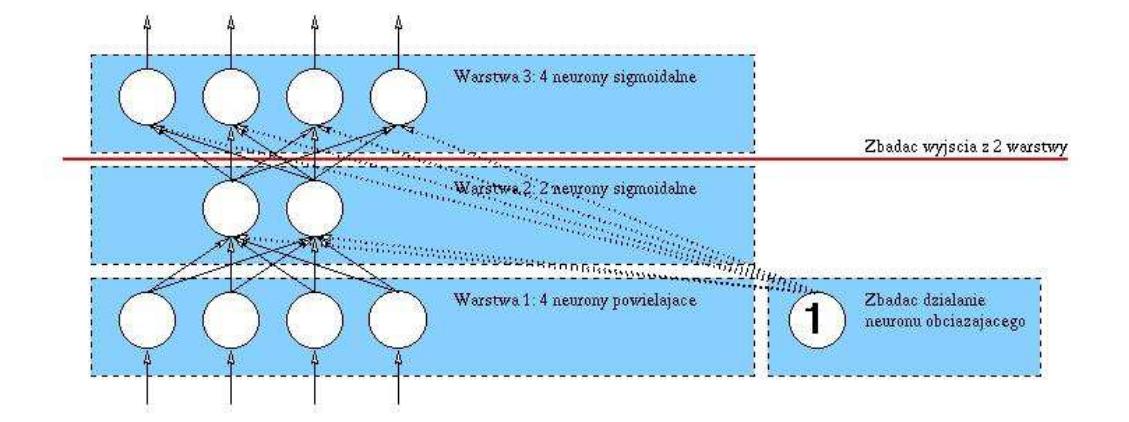 Warstwa 3: 4 neurony sigmoidalne
Zbadac wyjscia z 2 warstwy
Warstwa 2: 2 neurony sigmoidalne
Warstwa 1: 4 neurony powielajace
1
Zbadac dzialanie
neuronu obciazajacego